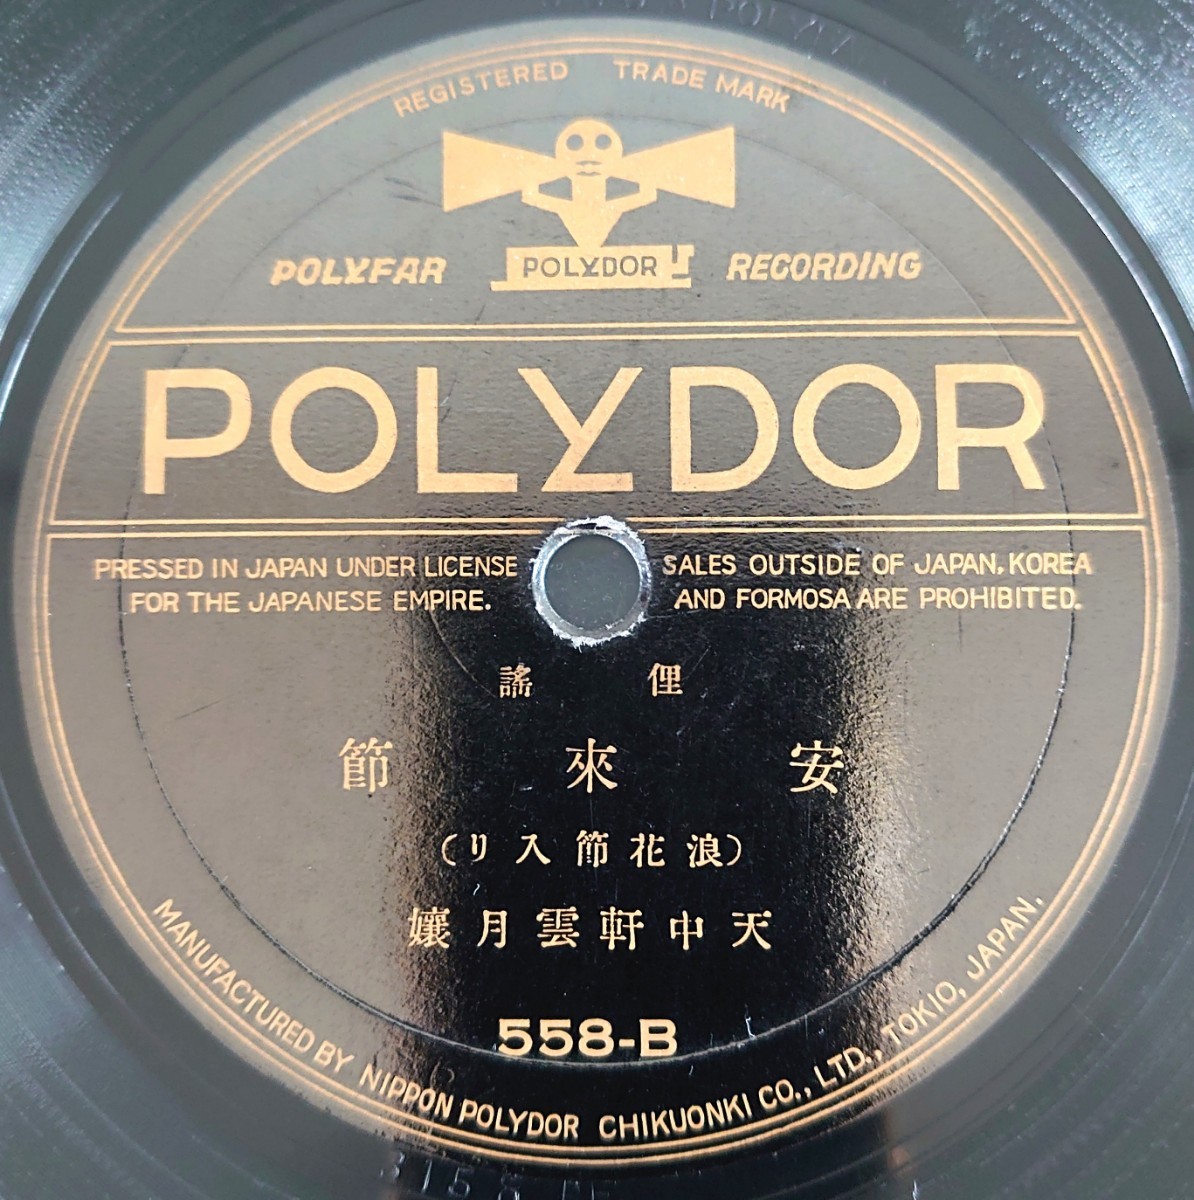 REGISTERED TRADE MARK
POLYFAR POLYDOR RECORDING
POLYDOR
PRESSED IN JAPAN UNDER LICENSE FOR THE JAPANESE EMPIRE.
SALES OUTSIDE OF JAPAN, KOREA AND FORMOSA ARE PROHIBITED.
俚謠
安來節
(浪花節入り)
天中軒雲月孃
558-B
MANUFACTURED BY NIPPON POLYDOR CHIKUONKI CO., LTD., TOKIO, JAPAN.